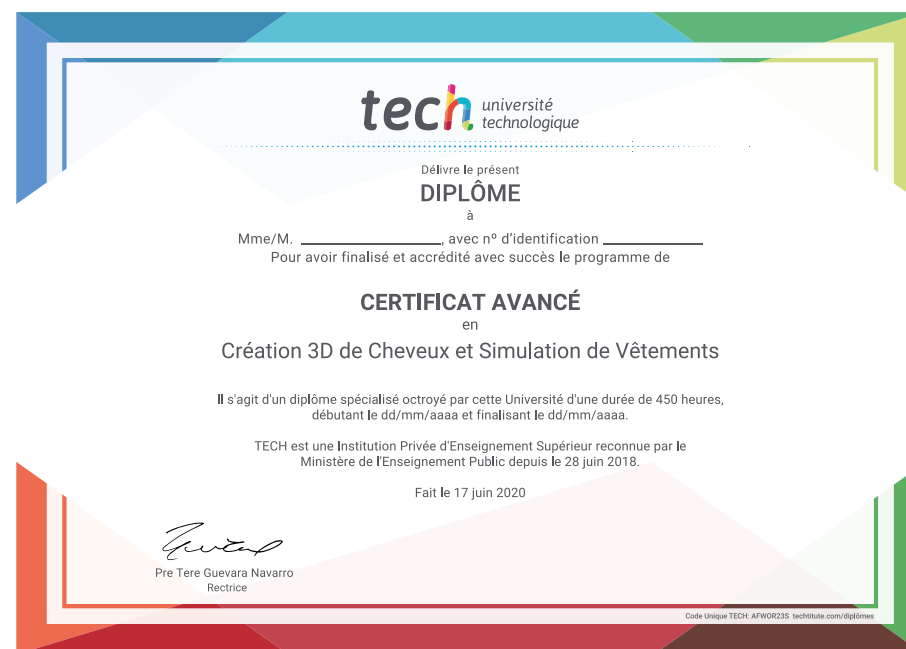 tech université
technologique
Délivre le présent
DIPLÔME
à
Mme/M. ____________________, avec nº d'identification ______________
Pour avoir finalisé et accrédité avec succès le programme de
CERTIFICAT AVANCÉ
en
Création 3D de Cheveux et Simulation de Vêtements
Il s'agit d'un diplôme spécialisé octroyé par cette Université d'une durée de 450 heures,
débutant le dd/mm/aaaa et finalisant le dd/mm/aaaa.
TECH est une Institution Privée d'Enseignement Supérieur reconnue par le
Ministère de l'Enseignement Public depuis le 28 juin 2018.
Fait le 17 juin 2020
Pre Tere Guevara Navarro
Rectrice
Code Unique TECH: AFWOR23S techtitute.com/diplômes